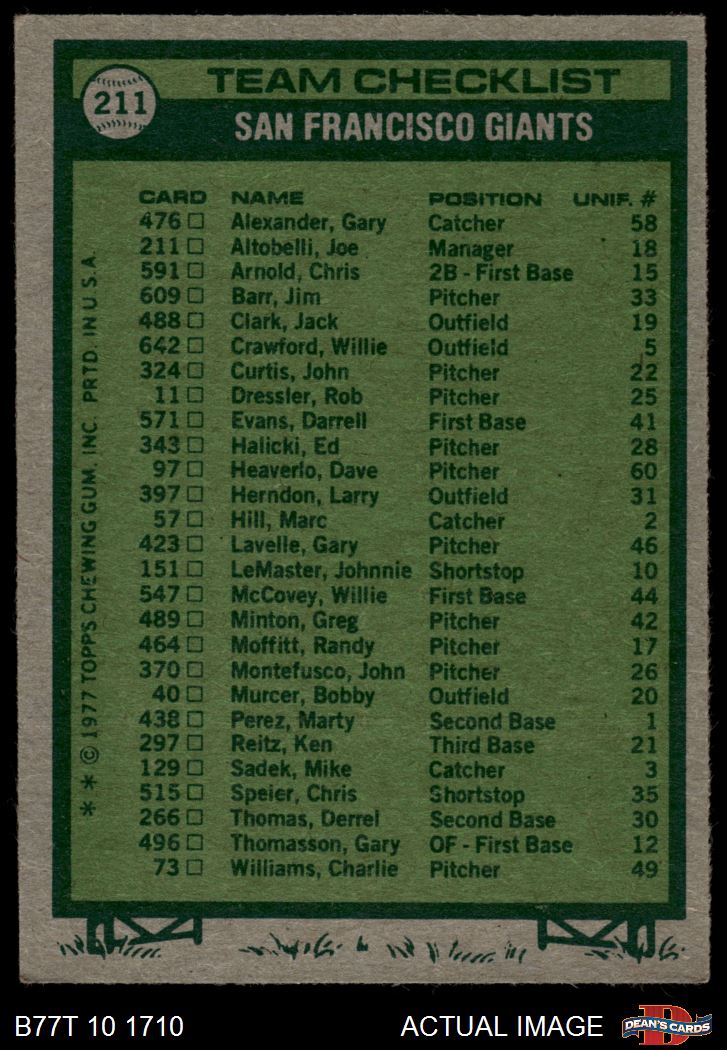 211
TEAM CHECKLIST
SAN FRANCISCO GIANTS
CARD NAME POSITION UNIF. #
476 □ Alexander, Gary Catcher 58
211 □ Altobelli, Joe Manager 18
591 □ Arnold, Chris 2B - First Base 15
609 □ Barr, Jim Pitcher 33
488 □ Clark, Jack Outfield 19
642 □ Crawford, Willie Outfield 5
324 □ Curtis, John Pitcher 22
11 □ Dressler, Rob Pitcher 25
571 □ Evans, Darrell First Base 41
343 □ Halicki, Ed Pitcher 28
97 □ Heaverlo, Dave Pitcher 60
397 □ Herndon, Larry Outfield 31
57 □ Hill, Marc Catcher 2
423 □ Lavelle, Gary Pitcher 46
151 □ LeMaster, Johnnie Shortstop 10
547 □ McCovey, Willie First Base 44
489 □ Minton, Greg Pitcher 42
464 □ Moffitt, Randy Pitcher 17
370 □ Montefusco, John Pitcher 26
40 □ Murcer, Bobby Outfield 20
438 □ Perez, Marty Second Base 1
297 □ Reitz, Ken Third Base 21
129 □ Sadek, Mike Catcher 3
515 □ Speier, Chris Shortstop 35
266 □ Thomas, Derrel Second Base 30
496 □ Thomasson, Gary OF - First Base 12
73 □ Williams, Charlie Pitcher 49
* * © 1977 TOPPS CHEWING GUM, INC. PRTD. IN U.S.A.
B77T 10 1710 ACTUAL IMAGE
D
DEAN'S CARDS